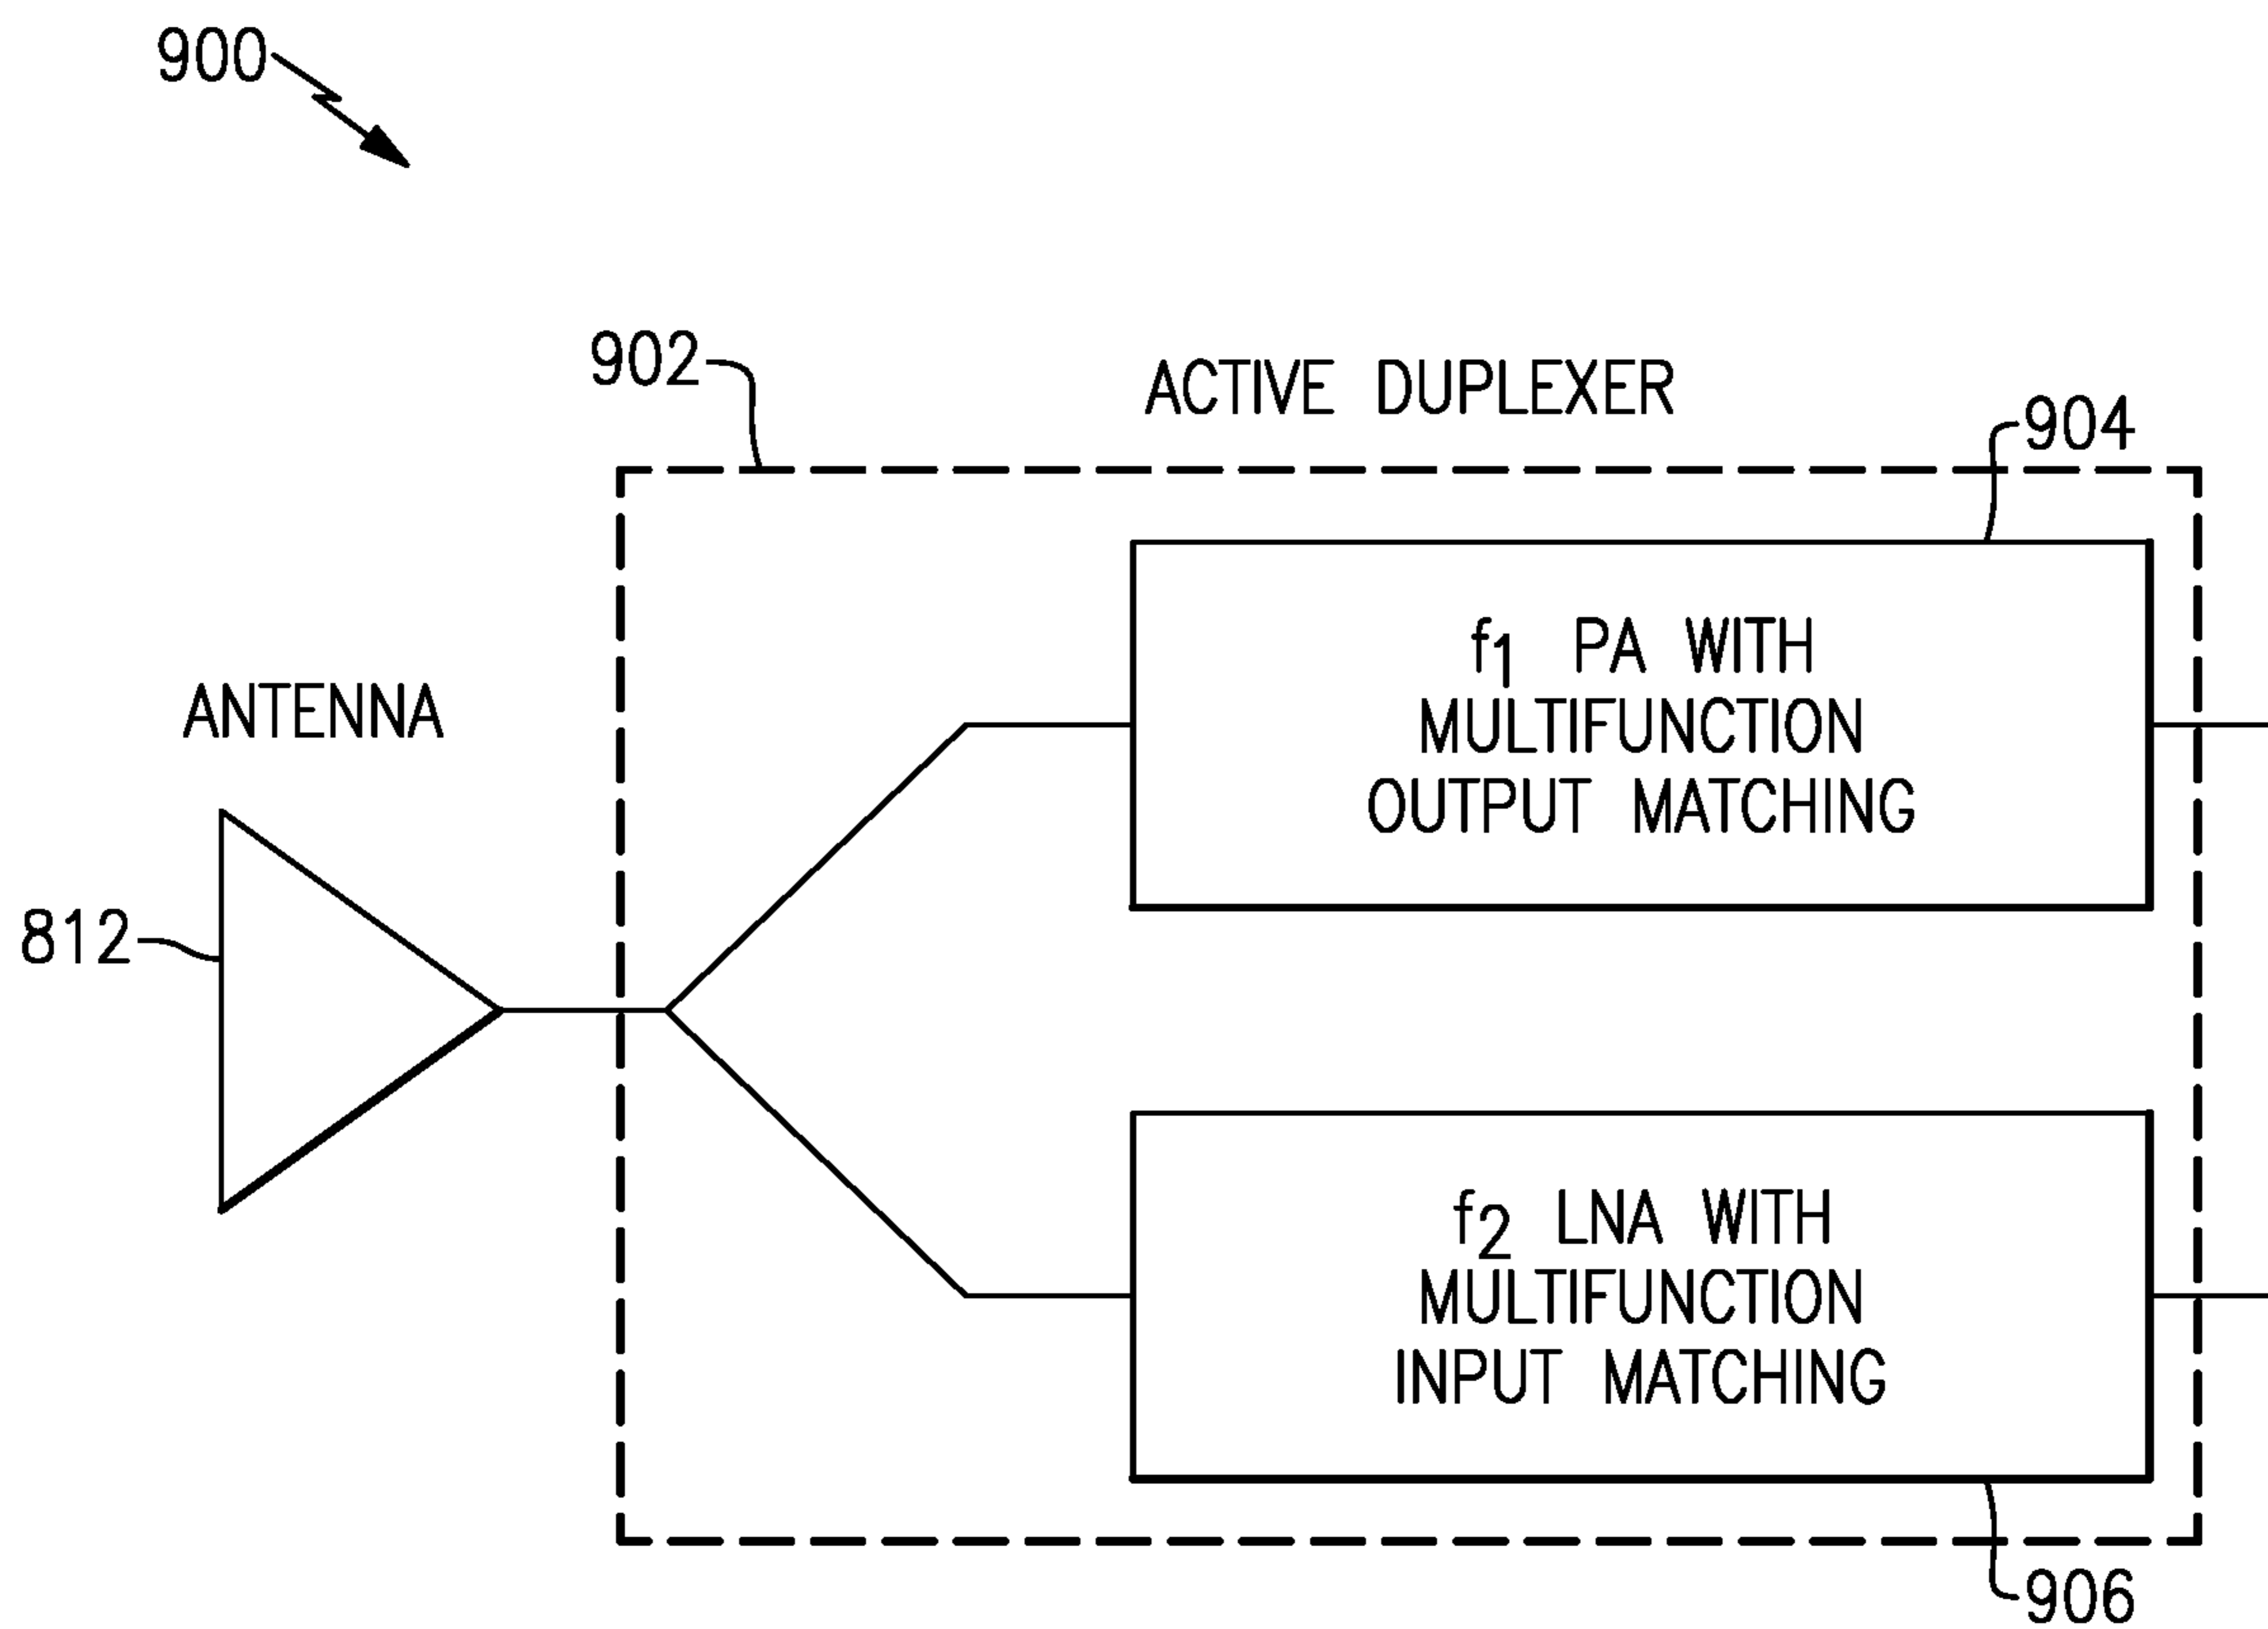 900
902
ACTIVE DUPLEXER
904
f1 PA WITH
MULTIFUNCTION
OUTPUT MATCHING
ANTENNA
812
f2 LNA WITH
MULTIFUNCTION
INPUT MATCHING
906